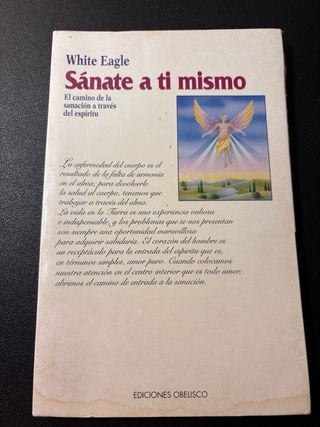 White Eagle
Sánate a ti mismo
El camino de la
sanación a través
del espíritu
La enfermedad del cuerpo es el
resultado de la falta de armonía
en el alma; para devolverle
la salud al cuerpo, tenemos que
trabajar a través del alma.
La vida en la Tierra es una experiencia valiosa
e indispensable, y los problemas que se nos presentan
son siempre una oportunidad maravillosa
para adquirir sabiduría. El corazón del hombre es
un receptáculo para la entrada del espíritu que es,
en términos simples, amor puro. Cuando colocamos
nuestra atención en el centro interior que es todo amor,
abrimos el camino de entrada a la sanación.
EDICIONES OBELISCO